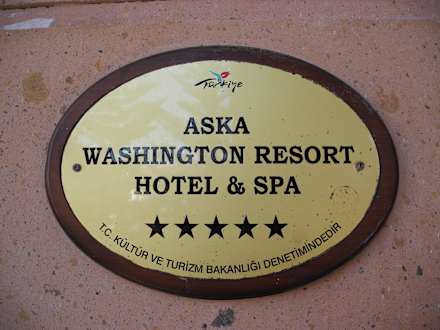 Türkiye
ASKA
WASHINGTON RESORT
HOTEL & SPA
T.C. KÜLTÜR VE TURİZM BAKANLIĞI DENETİMİNDEDİR